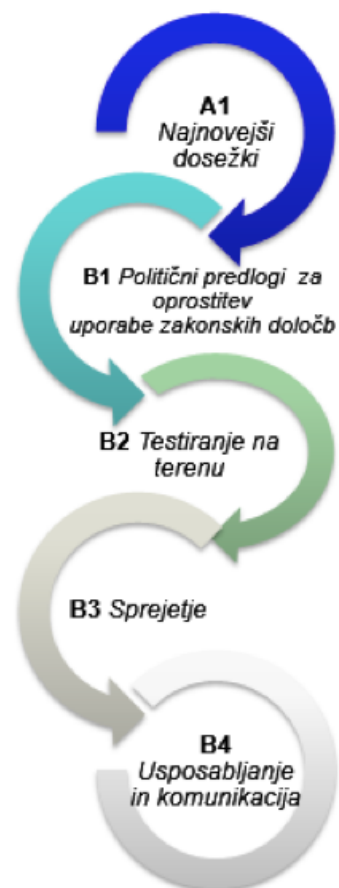 A1
Najnovejši
dosežki
B1 Politični predlogi za
oprostitev
uporabe zakonskih določb
B2 Testiranje na
terenu
B3 Sprejetje
B4
Usposabljanje
in komunikacija